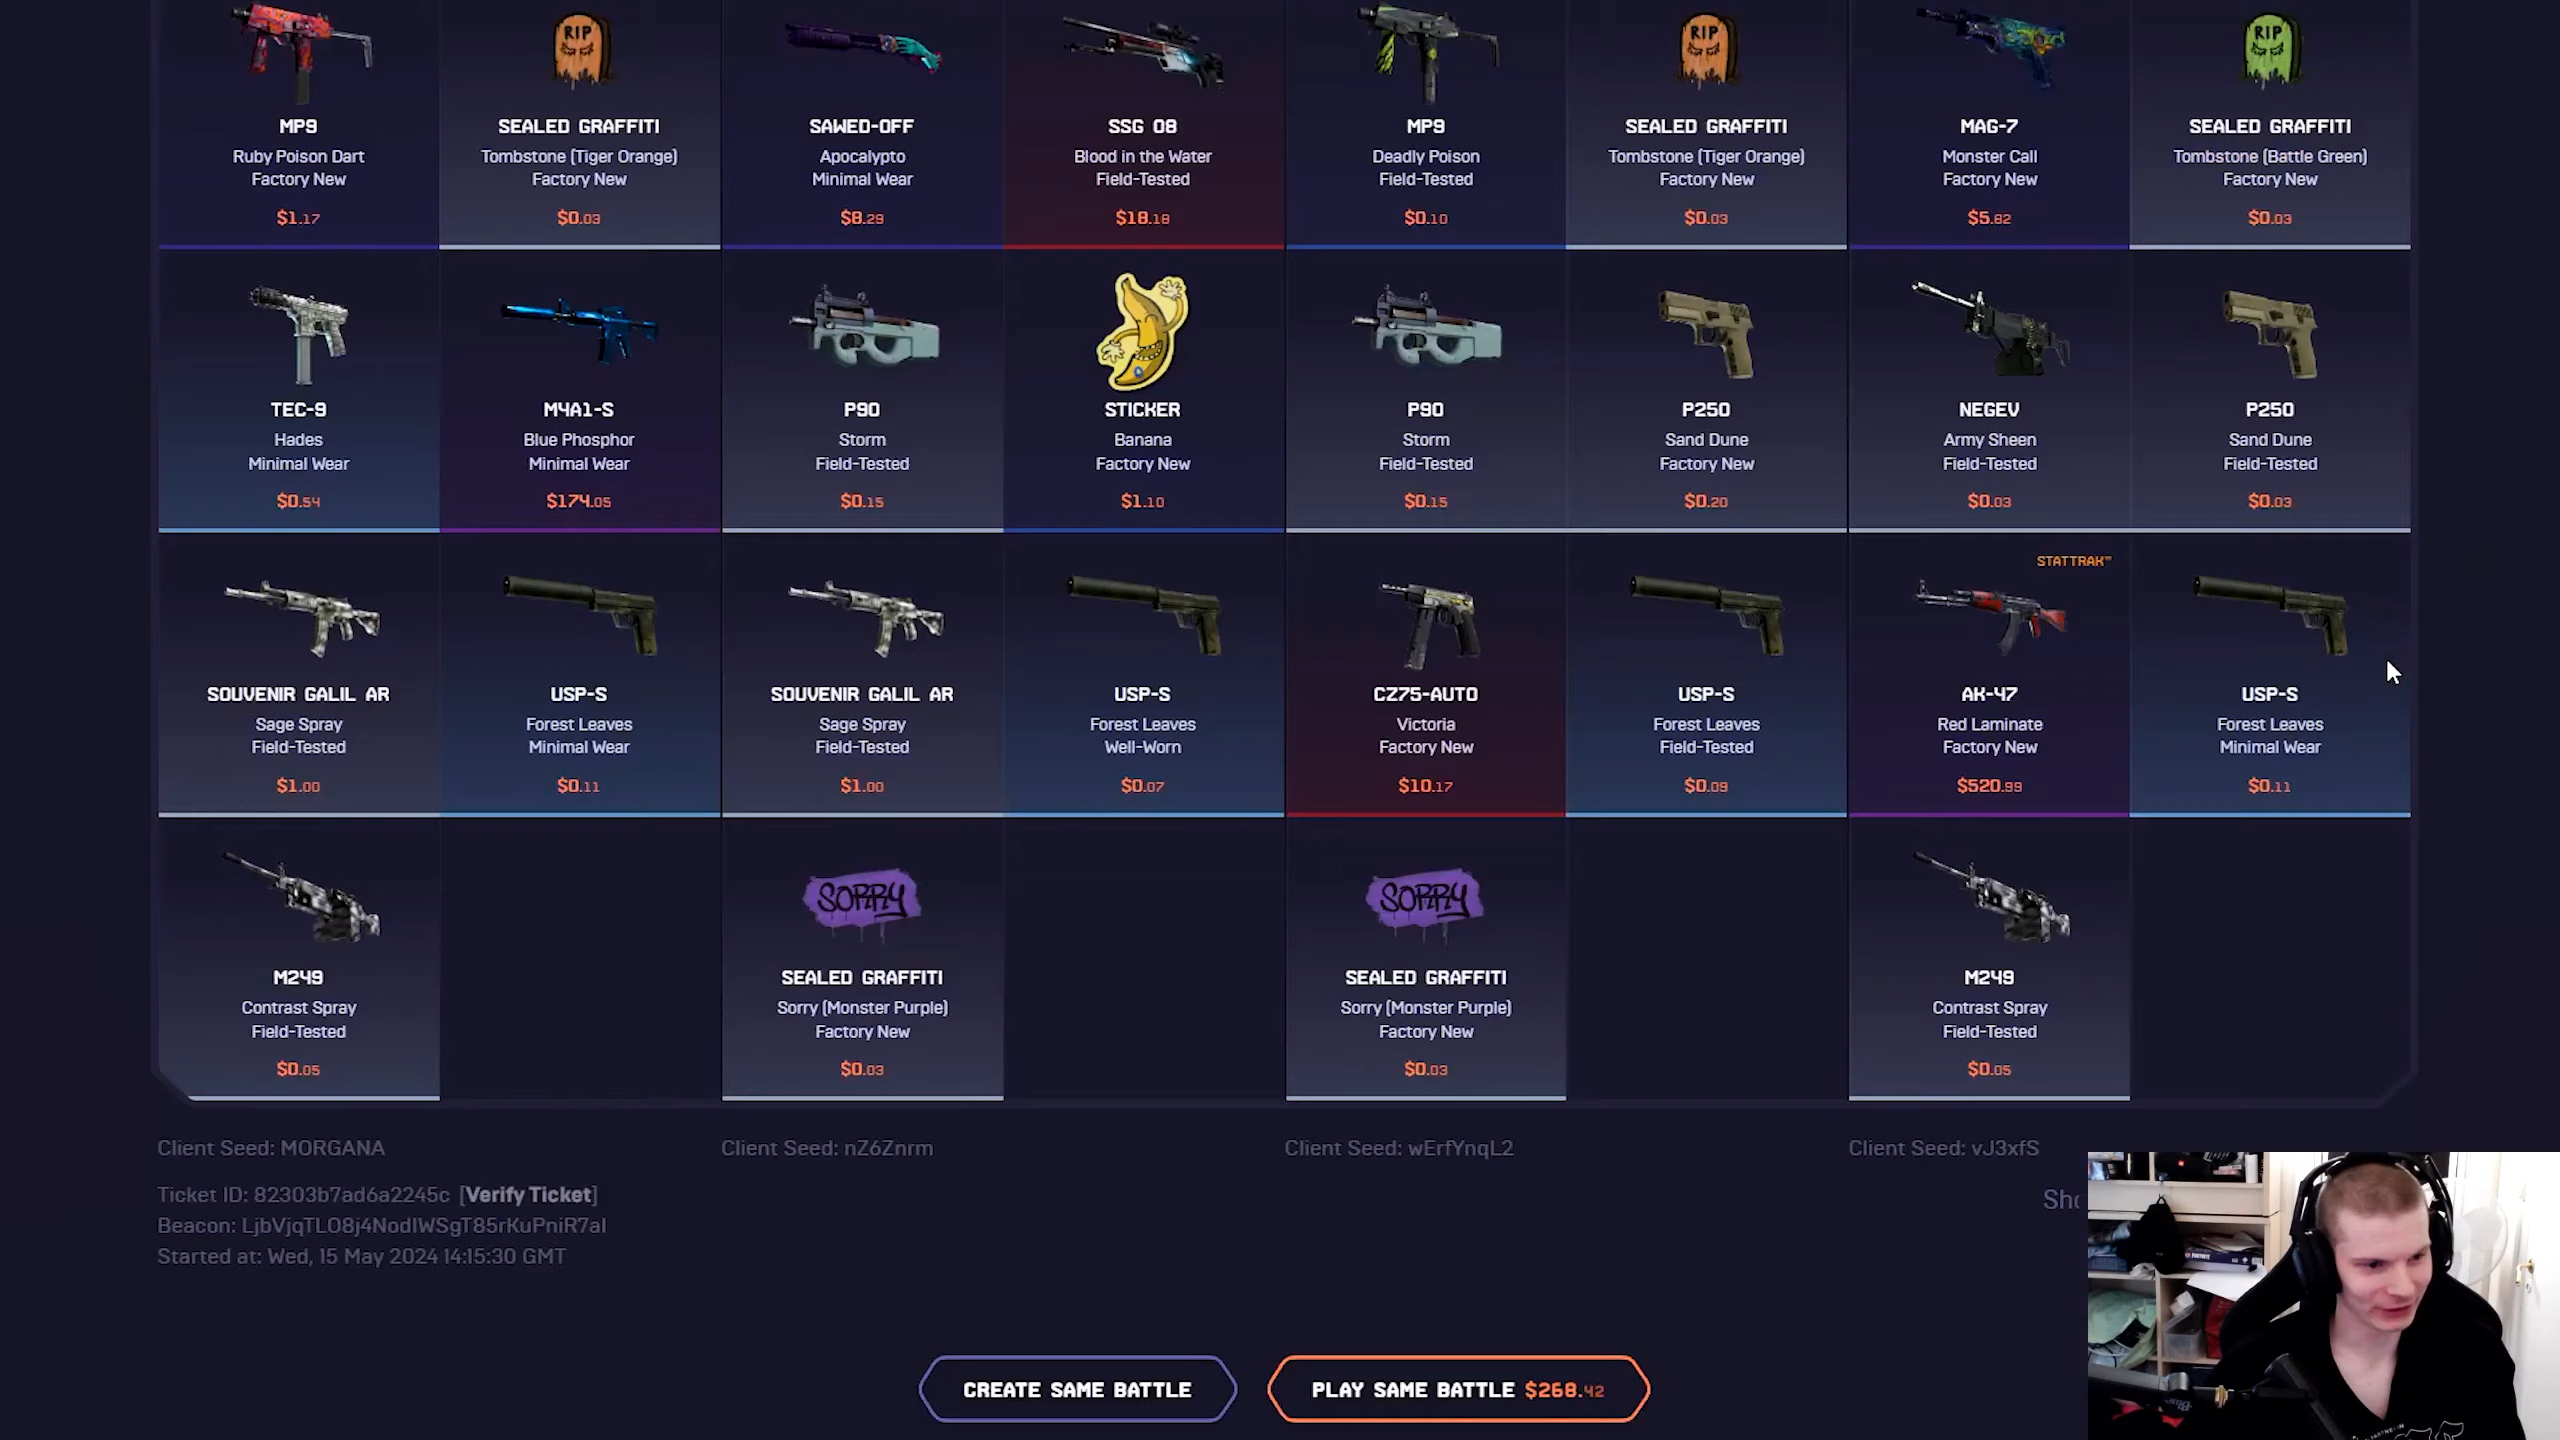 RIP
RIP
RIP
MP9
Ruby Poison Dart
Factory New
$1.17
SEALED GRAFFITI
Tombstone (Tiger Orange)
Factory New
$0.03
SAWED-OFF
Apocalypto
Minimal Wear
$8.29
SSG 08
Blood in the Water
Field-Tested
$18.18
MP9
Deadly Poison
Field-Tested
$0.10
SEALED GRAFFITI
Tombstone (Tiger Orange)
Factory New
$0.03
MAG-7
Monster Call
Factory New
$5.82
SEALED GRAFFITI
Tombstone (Battle Green)
Factory New
$0.03
TEC-9
Hades
Minimal Wear
$0.54
M4A1-S
Blue Phosphor
Minimal Wear
$174.05
P90
Storm
Field-Tested
$0.15
STICKER
Banana
Factory New
$1.10
P90
Storm
Field-Tested
$0.15
P250
Sand Dune
Factory New
$0.20
NEGEV
Army Sheen
Field-Tested
$0.03
P250
Sand Dune
Field-Tested
$0.03
SOUVENIR GALIL AR
Sage Spray
Field-Tested
$1.00
USP-S
Forest Leaves
Minimal Wear
$0.11
SOUVENIR GALIL AR
Sage Spray
Field-Tested
$1.00
USP-S
Forest Leaves
Well-Worn
$0.07
CZ75-AUTO
Victoria
Factory New
$10.17
USP-S
Forest Leaves
Field-Tested
$0.09
STATTRAK™
AK-47
Red Laminate
Factory New
$520.99
USP-S
Forest Leaves
Minimal Wear
$0.11
M249
Contrast Spray
Field-Tested
$0.05
SORRY
SEALED GRAFFITI
Sorry (Monster Purple)
Factory New
$0.03
SORRY
SEALED GRAFFITI
Sorry (Monster Purple)
Factory New
$0.03
M249
Contrast Spray
Field-Tested
$0.05
Client Seed: MORGANA
Client Seed: nZ6Znrm
Client Seed: wErfYnqL2
Client Seed: vJ3xfS
Ticket ID: 82303b7ad6a2245c [Verify Ticket]
Beacon: LjbVjqTLO8j4NodIWSgT85rKuPniR7aI
Started at: Wed, 15 May 2024 14:15:30 GMT
CREATE SAME BATTLE
PLAY SAME BATTLE $268.42